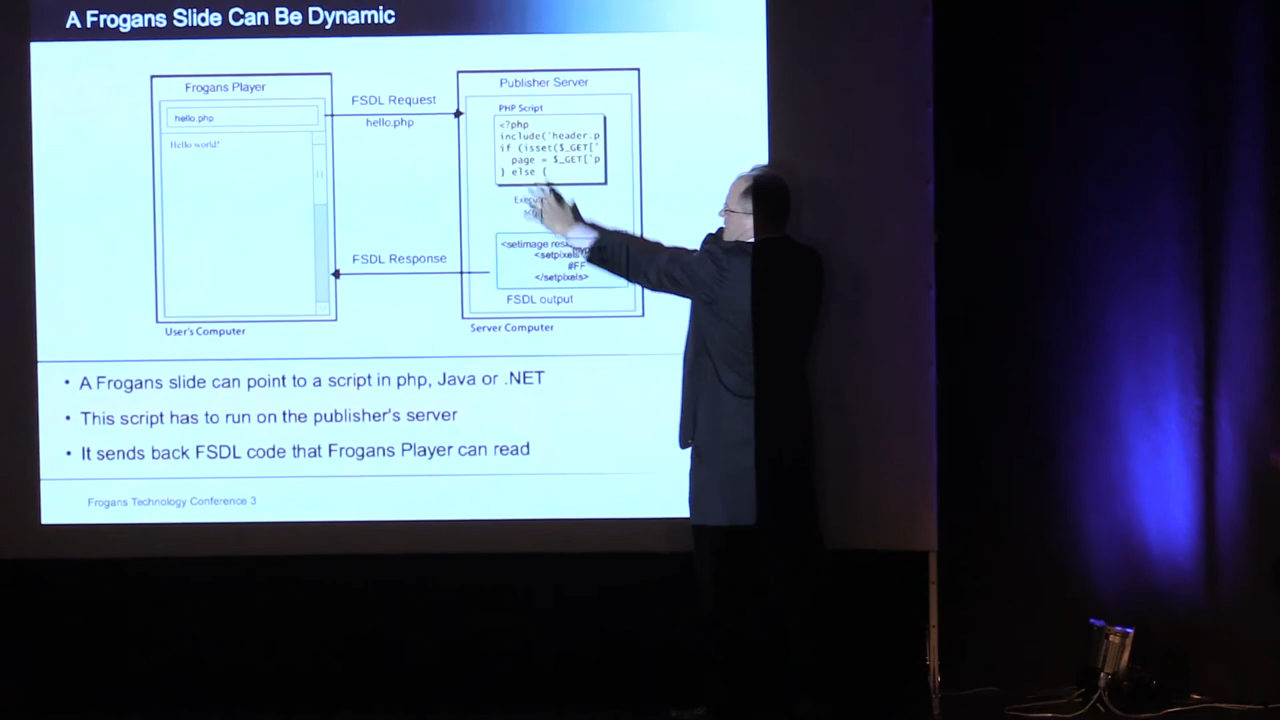 A Frogans Slide Can Be Dynamic
Frogans Player
hello.php
Hello world!
User's Computer
FSDL Request
hello.php
FSDL Response
Publisher Server
PHP Script
<?php
include('header.p
if (isset($_GET['
page = $_GET['p
} else {
<setimage
<setpixels
#FF
</setpixels>
FSDL output
Server Computer
• A Frogans slide can point to a script in php, Java or .NET
• This script has to run on the publisher's server
• It sends back FSDL code that Frogans Player can read
Frogans Technology Conference 3